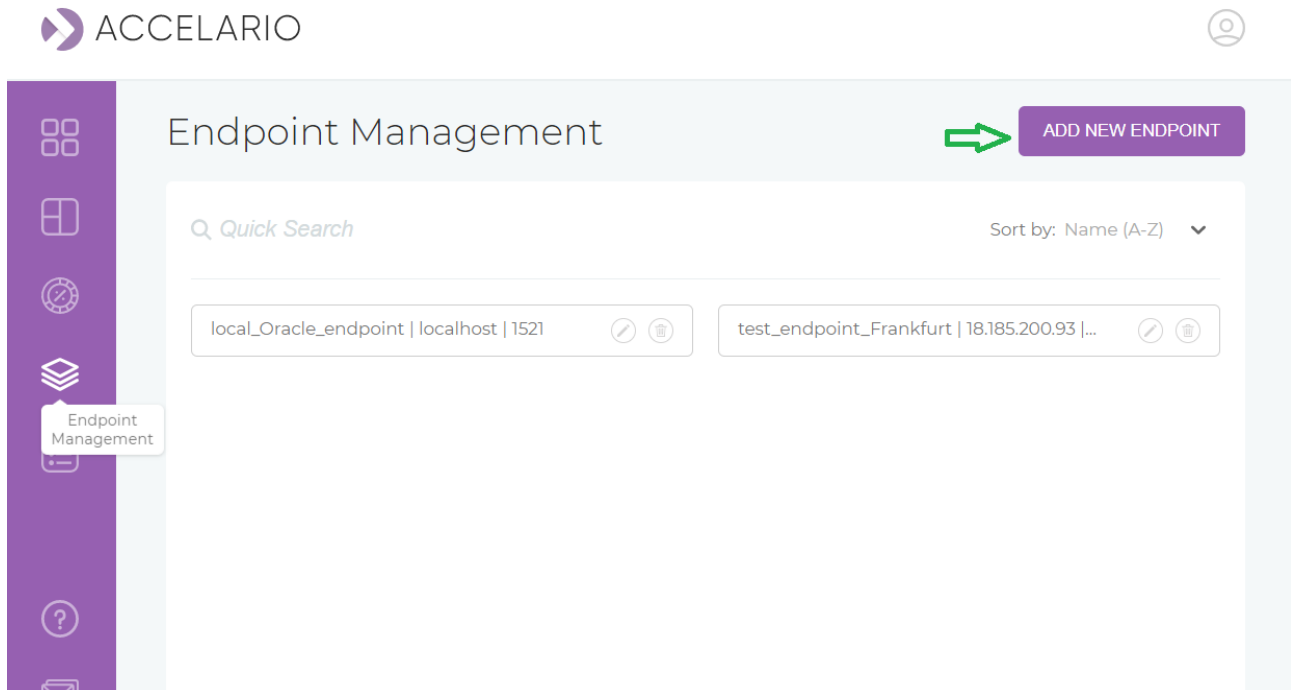 ACCELARIO
Endpoint Management
ADD NEW ENDPOINT
Quick Search
Sort by: Name (A-Z)
local_Oracle_endpoint | localhost | 1521
test_endpoint_Frankfurt | 18.185.200.93 |...
Endpoint
Management
?